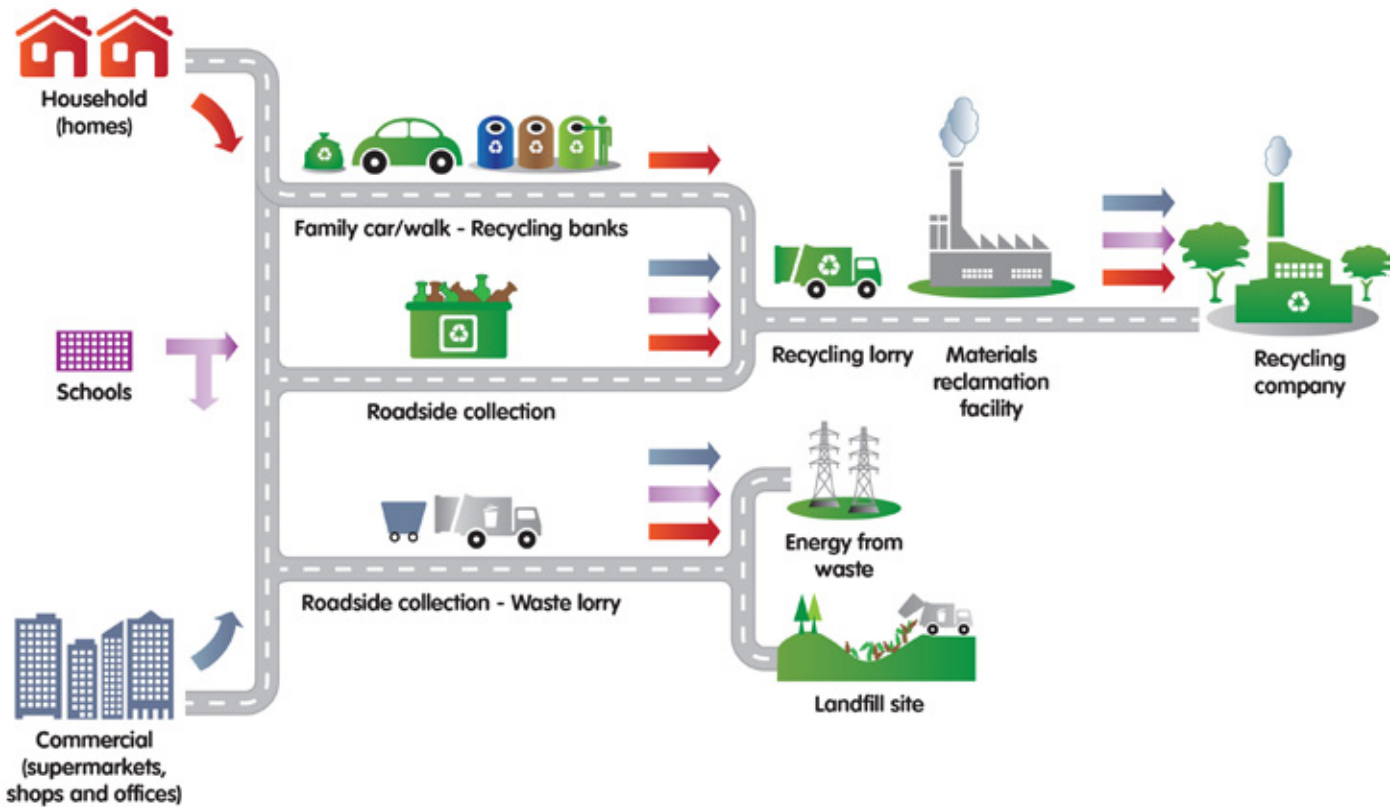 Household
(homes)
Family car/walk - Recycling banks
Schools
Roadside collection
Recycling lorry
Materials
reclamation
facility
Recycling
company
Energy from
waste
Roadside collection - Waste lorry
Landfill site
Commercial
(supermarkets,
shops and offices)